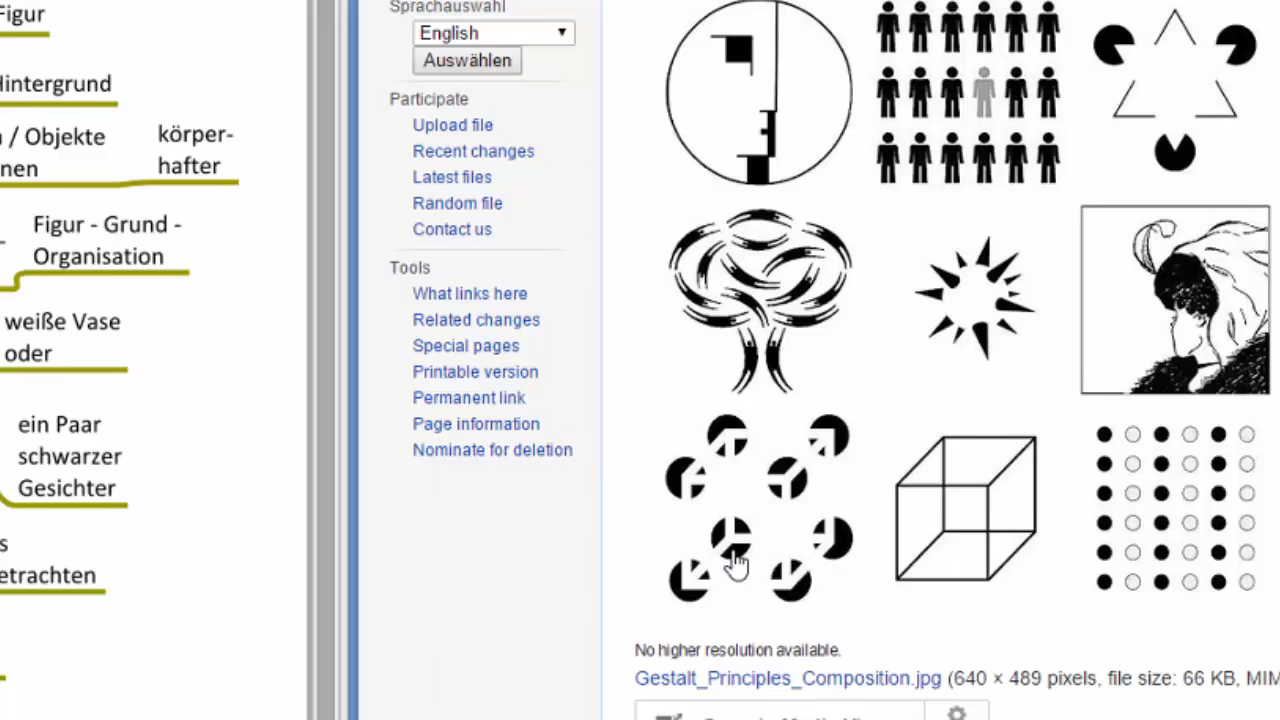 Figur
Hintergrund
/ Objekte
körper-
hafter
Figur - Grund -
Organisation
weiße Vase
oder
ein Paar
schwarzer
Gesichter
Sprachauswahl
English
Auswählen
Participate
Upload file
Recent changes
Latest files
Random file
Contact us
Tools
What links here
Related changes
Special pages
Printable version
Permanent link
Page information
Nominate for deletion
No higher resolution available.
Gestalt_Principles_Composition.jpg (640 × 489 pixels, file size: 66 KB, MIM